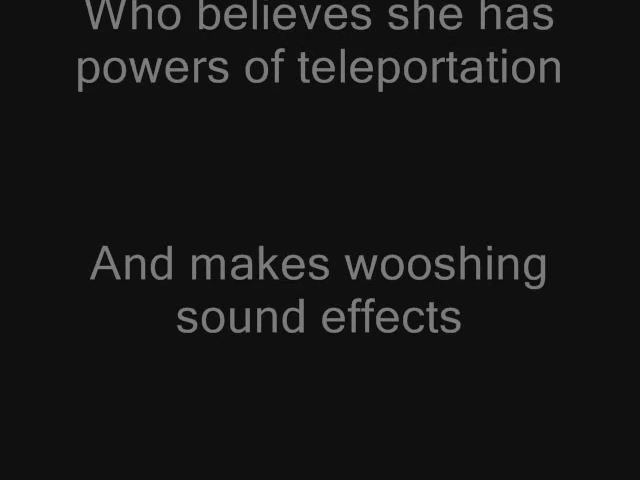 Who believes she has
powers of teleportation
And makes wooshing
sound effects